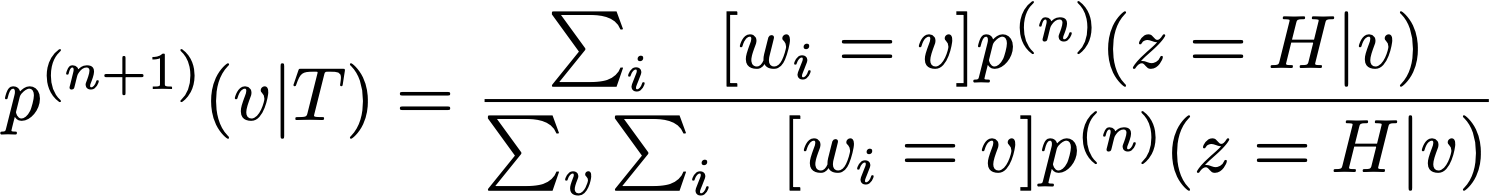 p^{(n+1)}(v|T) = \frac{\sum_i [w_i = v]p^{(n)}(z = H|v)}{\sum_v \sum_i [w_i = v]p^{(n)}(z = H|v)}